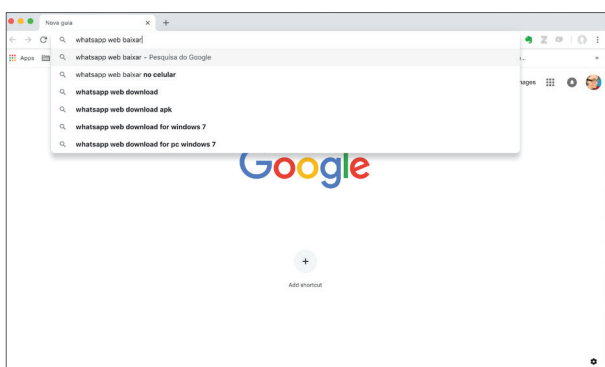 Nova guia
whatsapp web baixar
Apps
whatsapp web baixar - Pesquisa do Google
whatsapp web baixar no celular
whatsapp web download
whatsapp web download apk
whatsapp web download for windows 7
whatsapp web download for pc windows 7
Google
Add shortcut